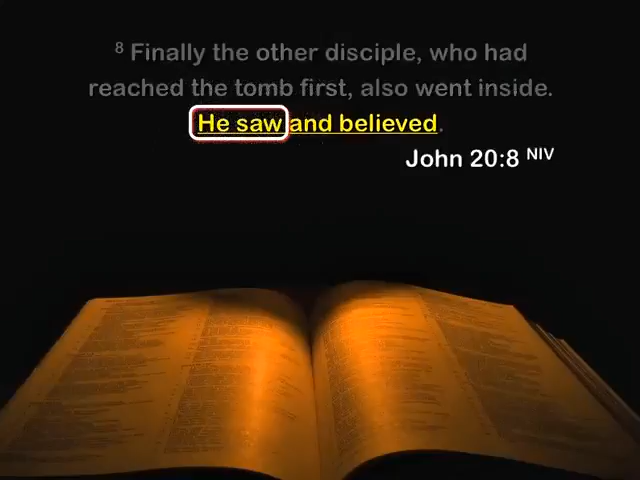 ⁸ Finally the other disciple, who had
reached the tomb first, also went inside.
He saw and believed.
John 20:8 NIV